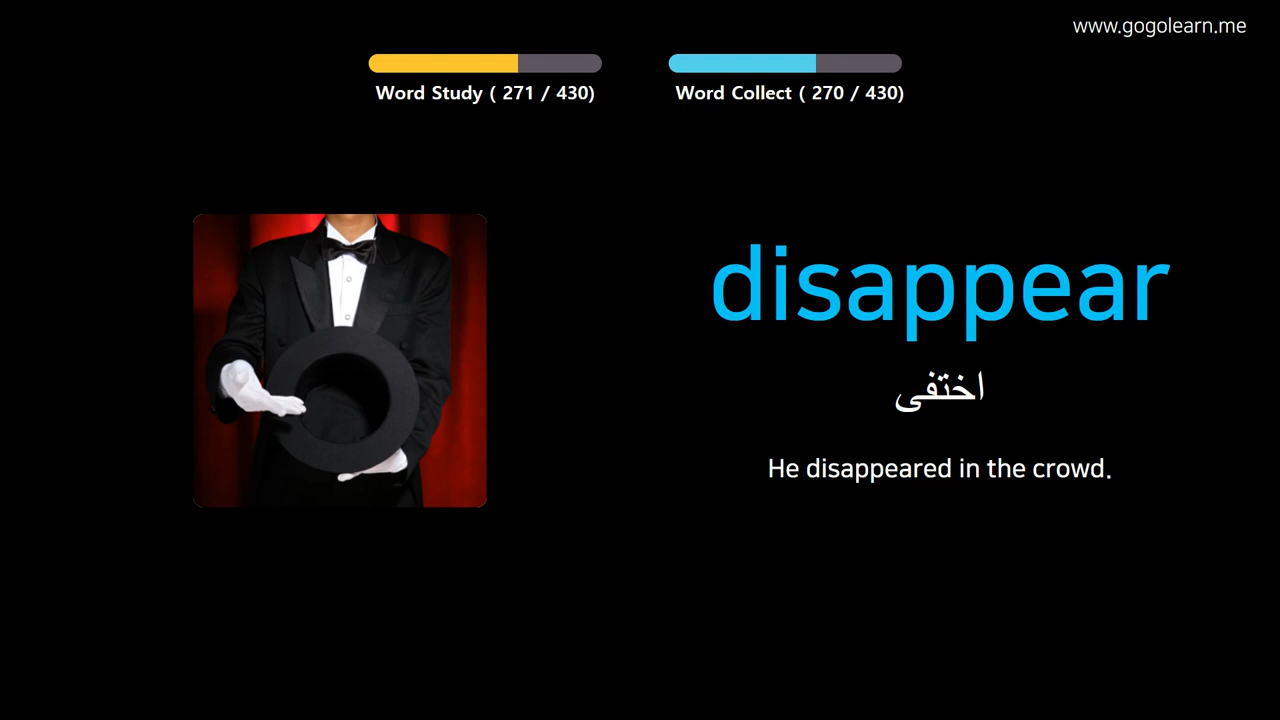 www.gogolearn.me
Word Study ( 271 / 430)
Word Collect ( 270 / 430)
disappear
اختفى
He disappeared in the crowd.